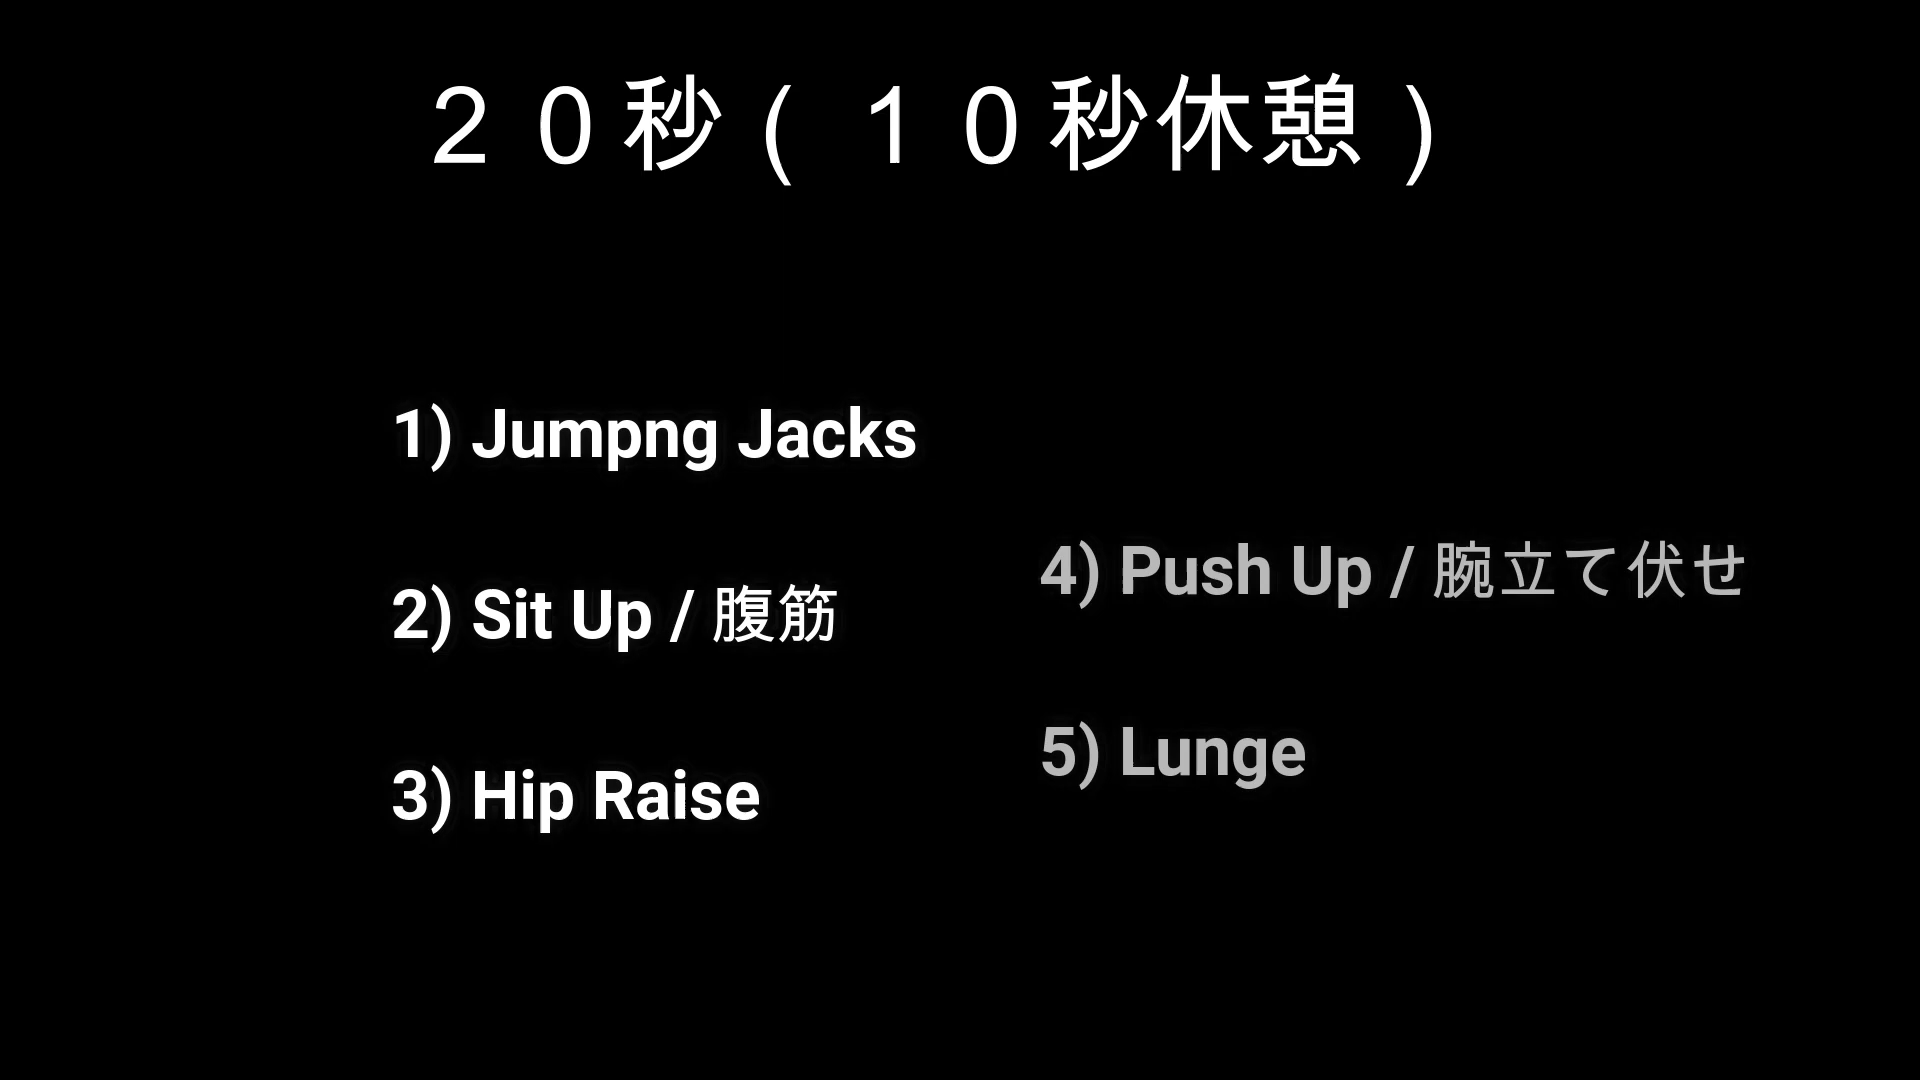 ２０秒（１０秒休憩）
1) Jumpng Jacks
2) Sit Up / 腹筋
3) Hip Raise
4) Push Up / 腕立て伏せ
5) Lunge